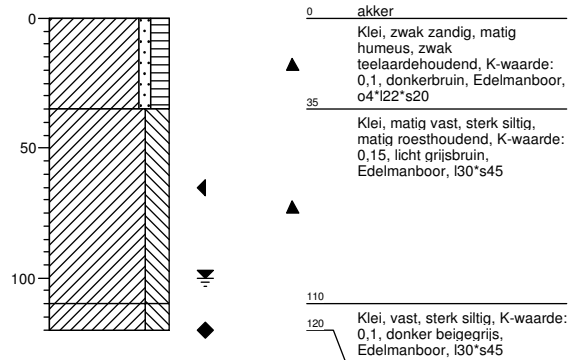 0
50
100
0 akker
Klei, zwak zandig, matig
humeus, zwak
teelaardehoudend, K-waarde:
0,1, donkerbruin, Edelmanboor,
o4*l22*s20
35
Klei, matig vast, sterk siltig,
matig roesthoudend, K-waarde:
0,15, licht grijsbruin,
Edelmanboor, l30*s45
110
Klei, vast, sterk siltig, K-waarde:
120
0,1, donker beigegrijs,
Edelmanboor, l30*s45